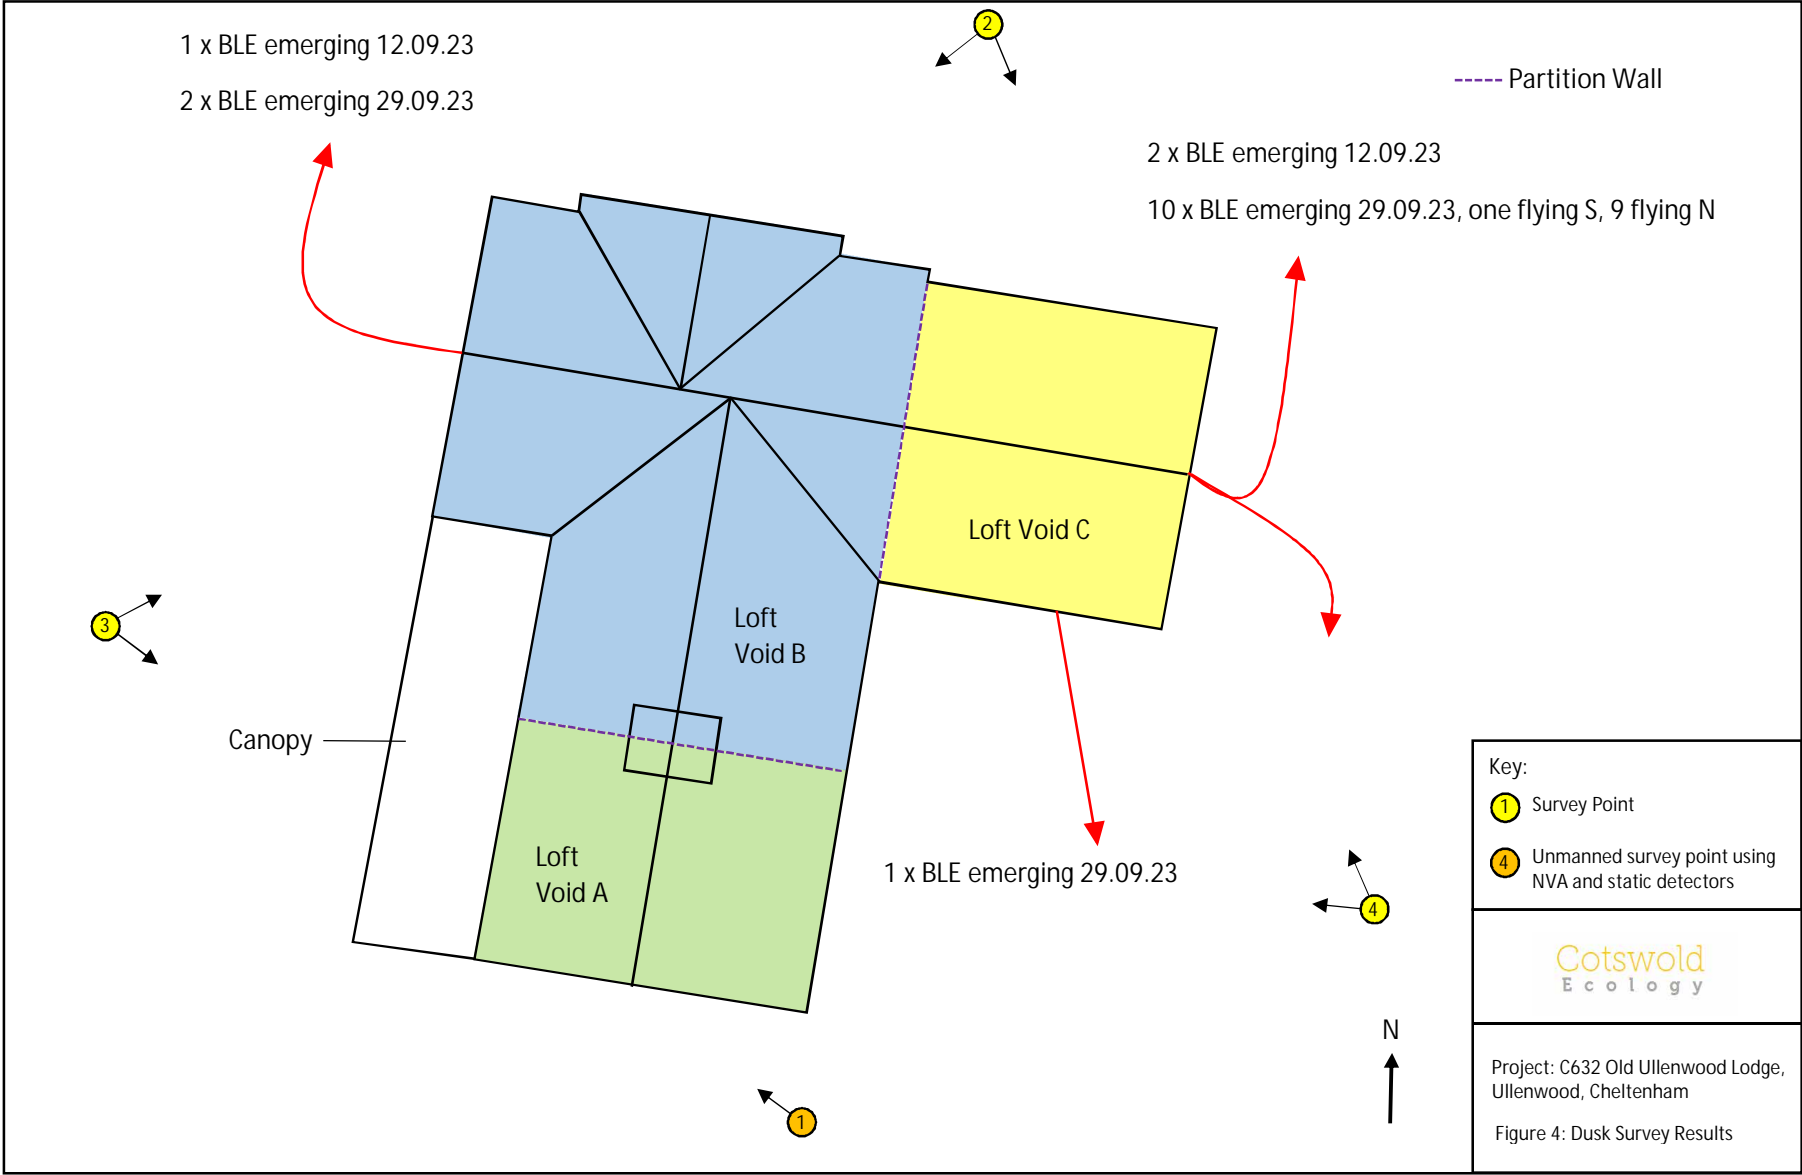 1 x BLE emerging 12.09.23
2 x BLE emerging 29.09.23
2
----- Partition Wall
2 x BLE emerging 12.09.23
10 x BLE emerging 29.09.23, one flying S, 9 flying N
Loft Void C
3
Loft
Void B
Canopy
Loft
Void A
1 x BLE emerging 29.09.23
4
1
N
Key:
1 Survey Point
4 Unmanned survey point using
NVA and static detectors
Cotswold
Ecology
Project: C632 Old Ullenwood Lodge,
Ullenwood, Cheltenham
Figure 4: Dusk Survey Results